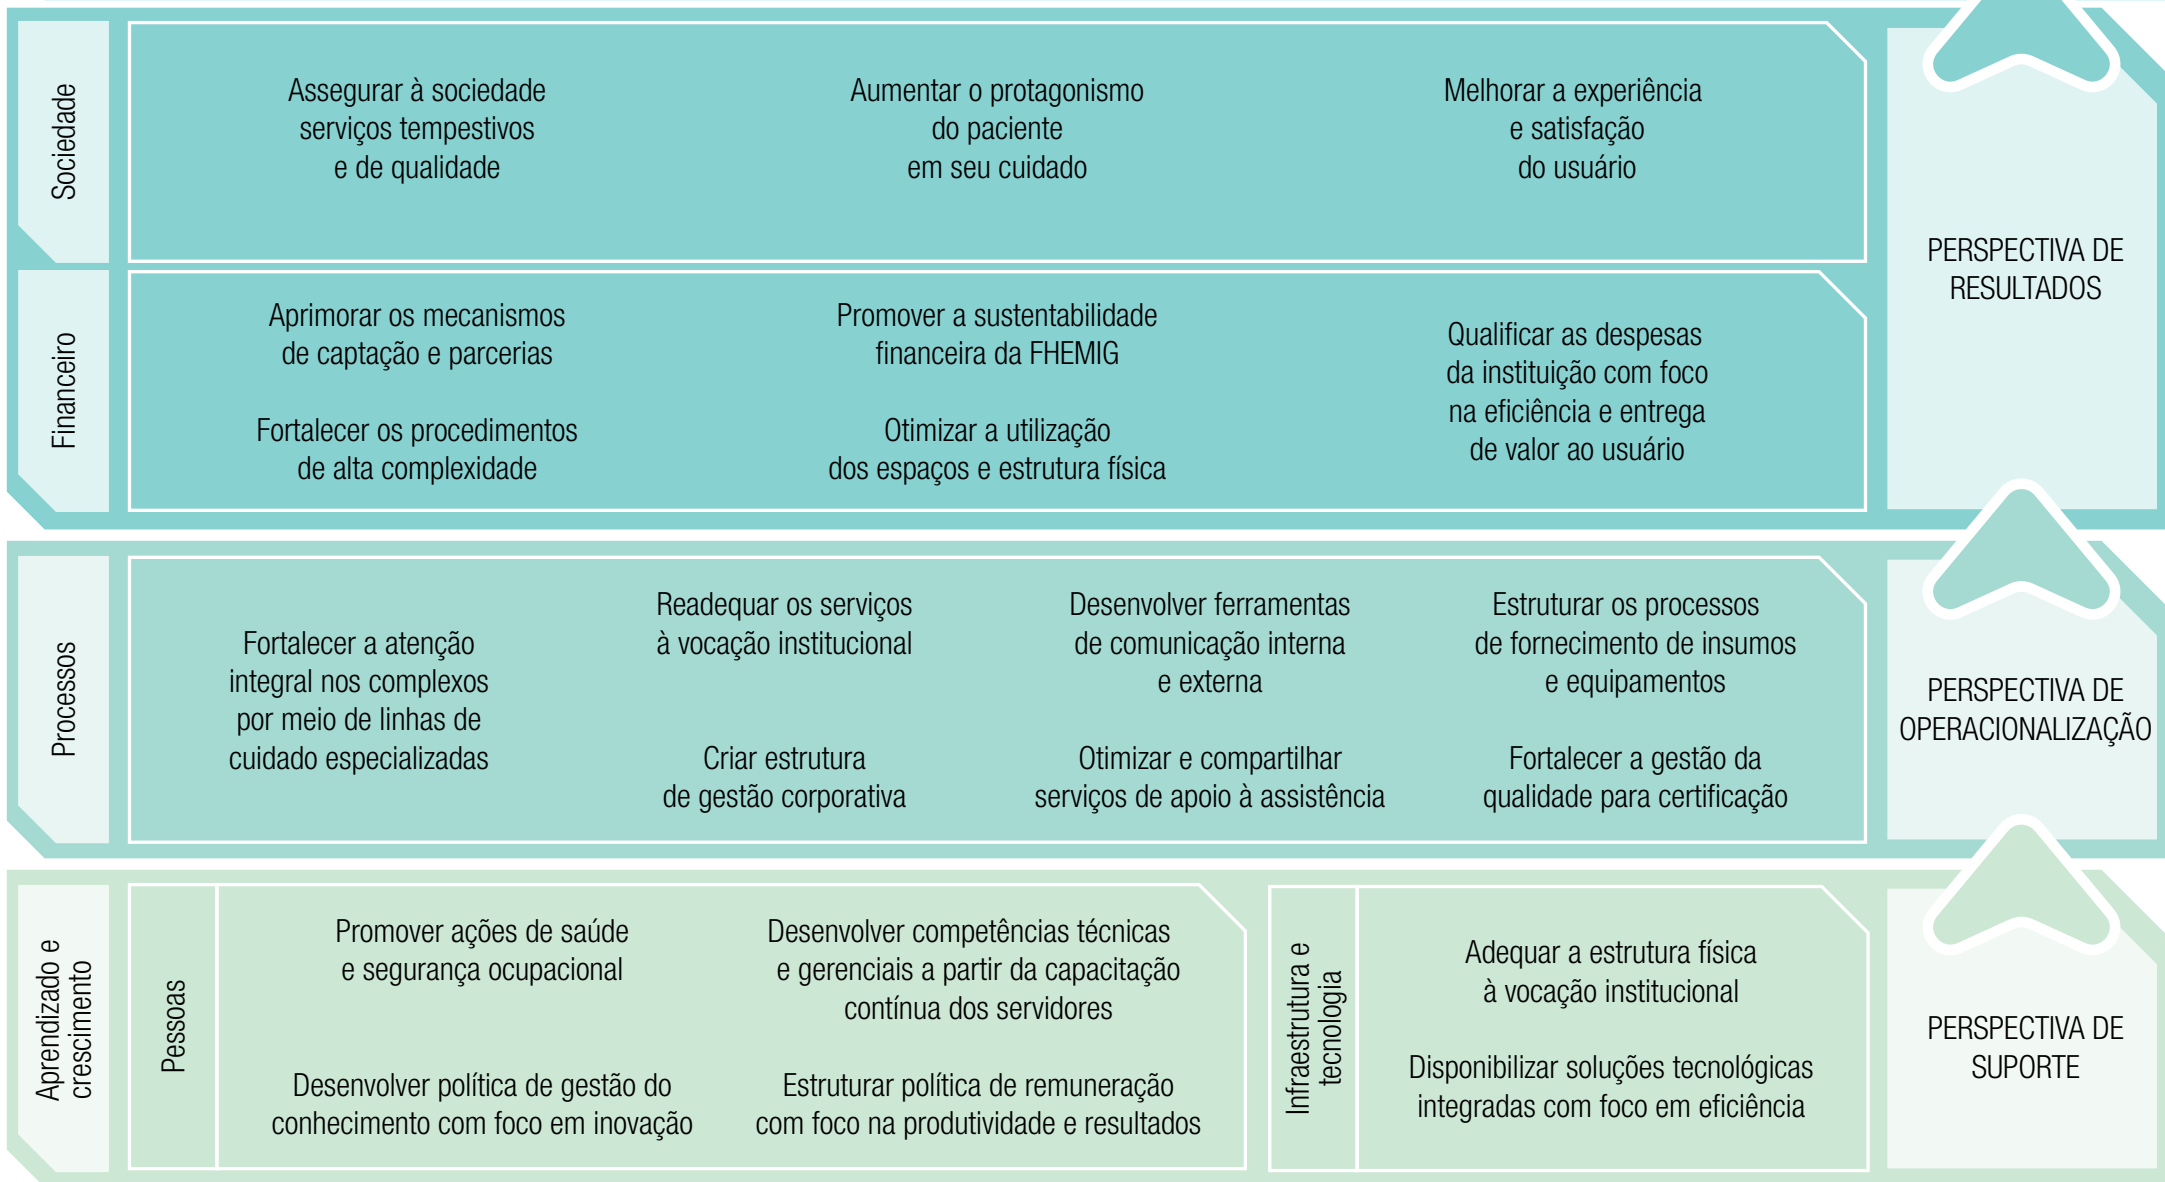 Sociedade
Assegurar à sociedade
serviços tempestivos
e de qualidade
Aumentar o protagonismo
do paciente
em seu cuidado
Melhorar a experiência
e satisfação
do usuário
PERSPECTIVA DE
RESULTADOS
Financeiro
Aprimorar os mecanismos
de captação e parcerias
Fortalecer os procedimentos
de alta complexidade
Promover a sustentabilidade
financeira da FHEMIG
Otimizar a utilização
dos espaços e estrutura física
Qualificar as despesas
da instituição com foco
na eficiência e entrega
de valor ao usuário
Processos
Fortalecer a atenção
integral nos complexos
por meio de linhas de
cuidado especializadas
Readequar os serviços
à vocação institucional
Criar estrutura
de gestão corporativa
Desenvolver ferramentas
de comunicação interna
e externa
Otimizar e compartilhar
serviços de apoio à assistência
Estruturar os processos
de fornecimento de insumos
e equipamentos
Fortalecer a gestão da
qualidade para certificação
PERSPECTIVA DE
OPERACIONALIZAÇÃO
Aprendizado e
crescimento
Pessoas
Promover ações de saúde
e segurança ocupacional
Desenvolver política de gestão do
conhecimento com foco em inovação
Desenvolver competências técnicas
e gerenciais a partir da capacitação
contínua dos servidores
Estruturar política de remuneração
com foco na produtividade e resultados
Infraestrutura e
tecnologia
Adequar a estrutura física
à vocação institucional
Disponibilizar soluções tecnológicas
integradas com foco em eficiência
PERSPECTIVA DE
SUPORTE